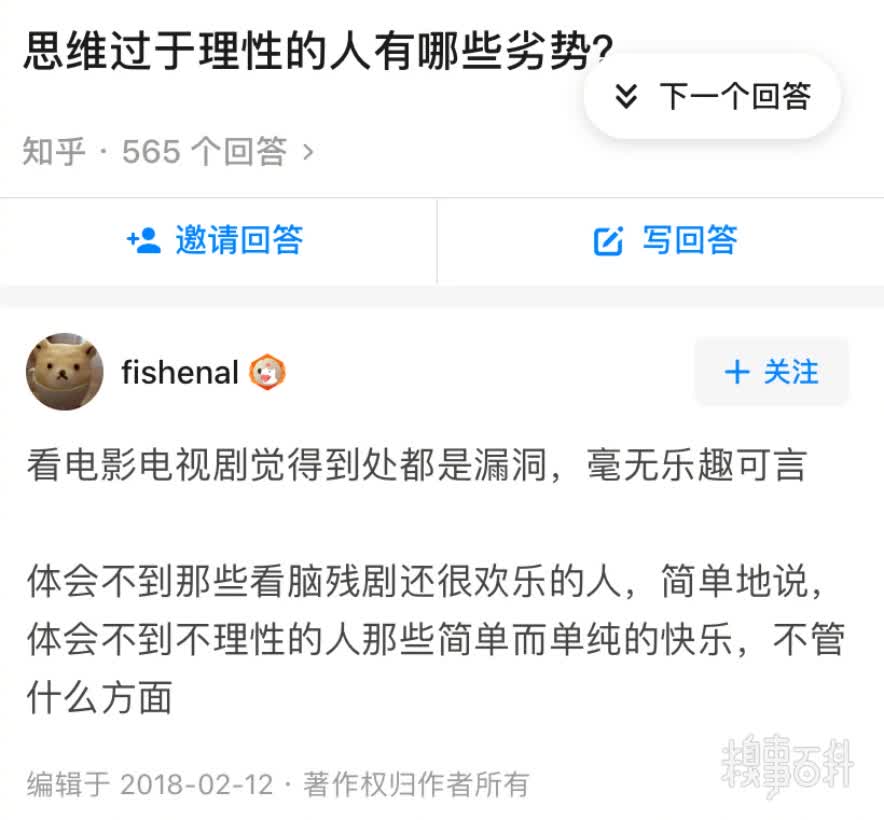 思维过于理性的人有哪些劣势?
下一个回答
知乎 · 565 个回答 >
邀请回答
写回答
fishenal
+ 关注
看电影电视剧觉得到处都是漏洞，毫无乐趣可言
体会不到那些看脑残剧还很欢乐的人，简单地说，
体会不到不理性的人那些简单而单纯的快乐，不管
什么方面
编辑于 2018-02-12 · 著作权归作者所有
糗事百科